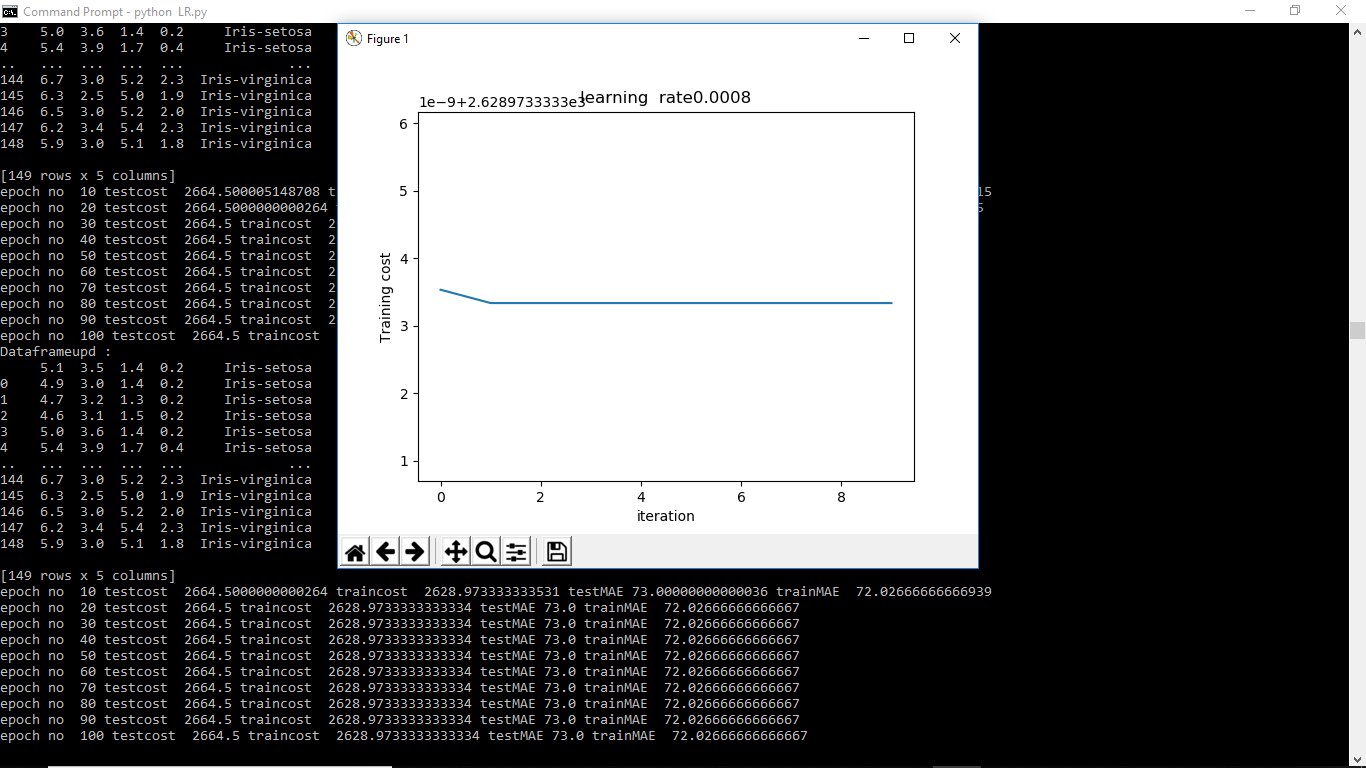 Command Prompt - python  LR.py
3    5.0  3.6  1.4  0.2     Iris-setosa
4    5.4  3.9  1.7  0.4     Iris-setosa
..   ...  ...  ...  ...             ...
144  6.7  3.0  5.2  2.3  Iris-virginica
145  6.3  2.5  5.0  1.9  Iris-virginica
146  6.5  3.0  5.2  2.0  Iris-virginica
147  6.2  3.4  5.4  2.3  Iris-virginica
148  5.9  3.0  5.1  1.8  Iris-virginica
[149 rows x 5 columns]
epoch no  10 testcost  2664.500005148708 t 15
epoch no  20 testcost  2664.5000000000264 5
epoch no  30 testcost  2664.5 traincost  2
epoch no  40 testcost  2664.5 traincost  2
epoch no  50 testcost  2664.5 traincost  2
epoch no  60 testcost  2664.5 traincost  2
epoch no  70 testcost  2664.5 traincost  2
epoch no  80 testcost  2664.5 traincost  2
epoch no  90 testcost  2664.5 traincost  2
epoch no  100 testcost  2664.5 traincost
Dataframeupd :
     5.1  3.5  1.4  0.2     Iris-setosa
0    4.9  3.0  1.4  0.2     Iris-setosa
1    4.7  3.2  1.3  0.2     Iris-setosa
2    4.6  3.1  1.5  0.2     Iris-setosa
3    5.0  3.6  1.4  0.2     Iris-setosa
4    5.4  3.9  1.7  0.4     Iris-setosa
..   ...  ...  ...  ...             ...
144  6.7  3.0  5.2  2.3  Iris-virginica
145  6.3  2.5  5.0  1.9  Iris-virginica
146  6.5  3.0  5.2  2.0  Iris-virginica
147  6.2  3.4  5.4  2.3  Iris-virginica
148  5.9  3.0  5.1  1.8  Iris-virginica
[149 rows x 5 columns]
epoch no  10 testcost  2664.5000000000264 traincost  2628.973333333531 testMAE 73.00000000000036 trainMAE  72.02666666666939
epoch no  20 testcost  2664.5 traincost  2628.9733333333334 testMAE 73.0 trainMAE  72.02666666666667
epoch no  30 testcost  2664.5 traincost  2628.9733333333334 testMAE 73.0 trainMAE  72.02666666666667
epoch no  40 testcost  2664.5 traincost  2628.9733333333334 testMAE 73.0 trainMAE  72.02666666666667
epoch no  50 testcost  2664.5 traincost  2628.9733333333334 testMAE 73.0 trainMAE  72.02666666666667
epoch no  60 testcost  2664.5 traincost  2628.9733333333334 testMAE 73.0 trainMAE  72.02666666666667
epoch no  70 testcost  2664.5 traincost  2628.9733333333334 testMAE 73.0 trainMAE  72.02666666666667
epoch no  80 testcost  2664.5 traincost  2628.9733333333334 testMAE 73.0 trainMAE  72.02666666666667
epoch no  90 testcost  2664.5 traincost  2628.9733333333334 testMAE 73.0 trainMAE  72.02666666666667
epoch no  100 testcost  2664.5 traincost  2628.9733333333334 testMAE 73.0 trainMAE  72.02666666666667
Figure 1
learning  rate0.0008
1e−9+2.6289733333e3
6
5
4
3
2
1
Training cost
0 2 4 6 8
iteration